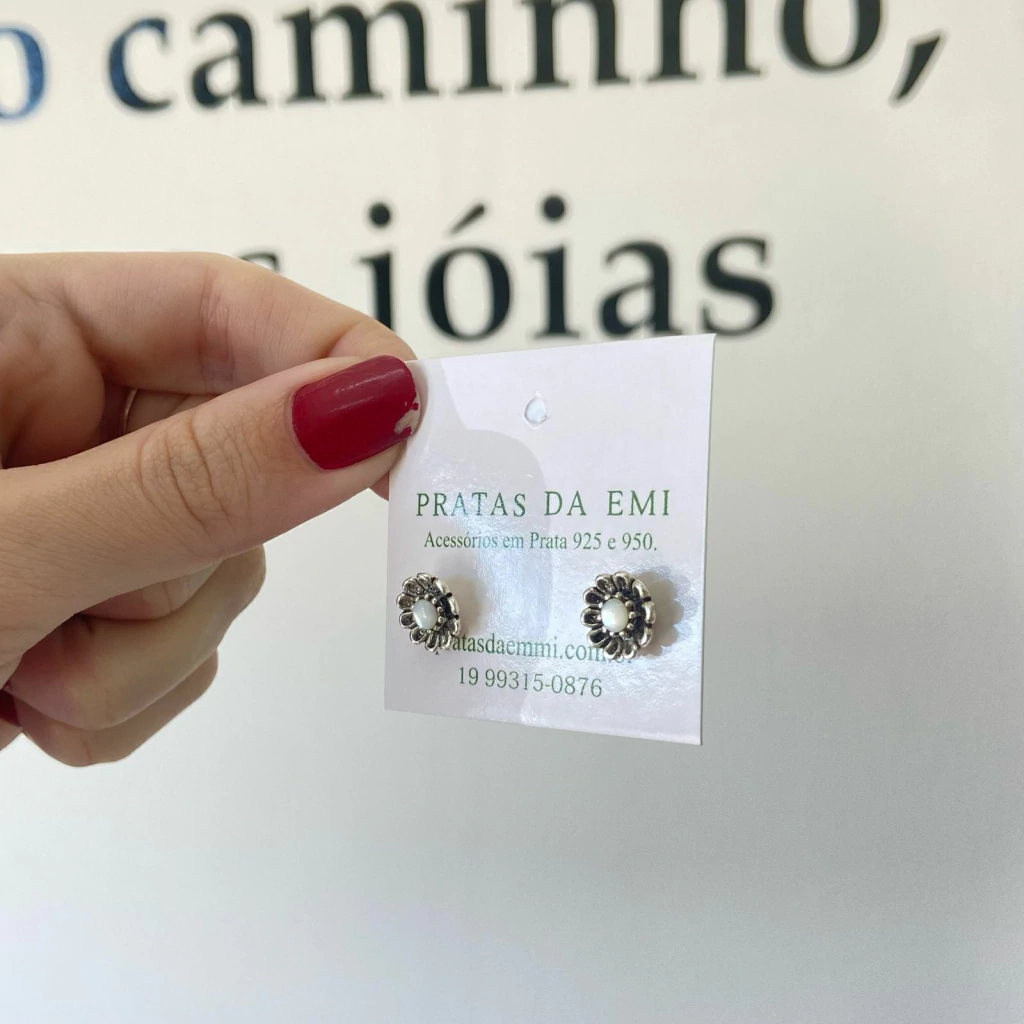 o caminho,
s jóias
PRATAS DA EMI
Acessórios em Prata 925 e 950.
19 99315-0876